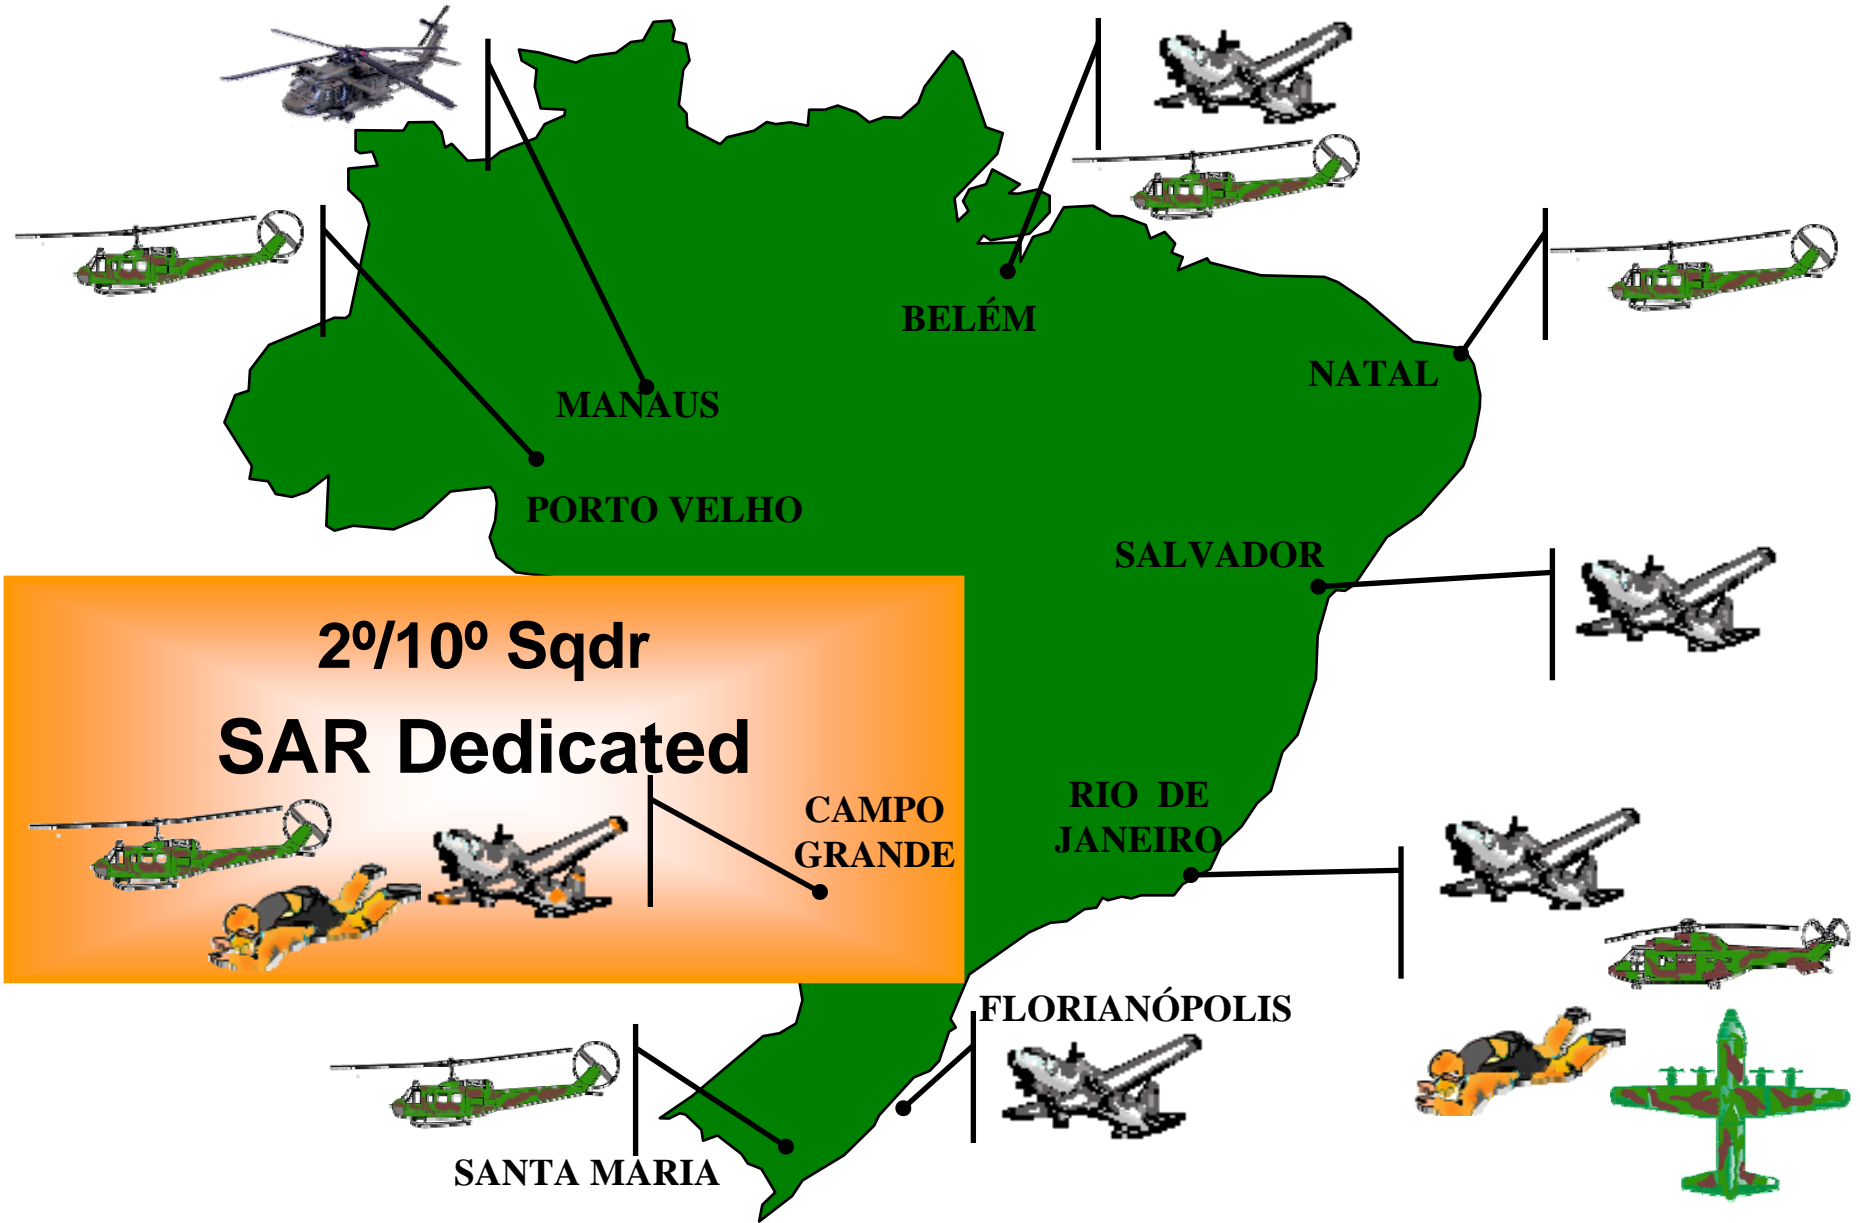 BELÉM
NATAL
MANAUS
PORTO VELHO
SALVADOR
2º/10º Sqdr
SAR Dedicated
CAMPO
GRANDE
RIO DE
JANEIRO
FLORIANÓPOLIS
SANTA MARIA